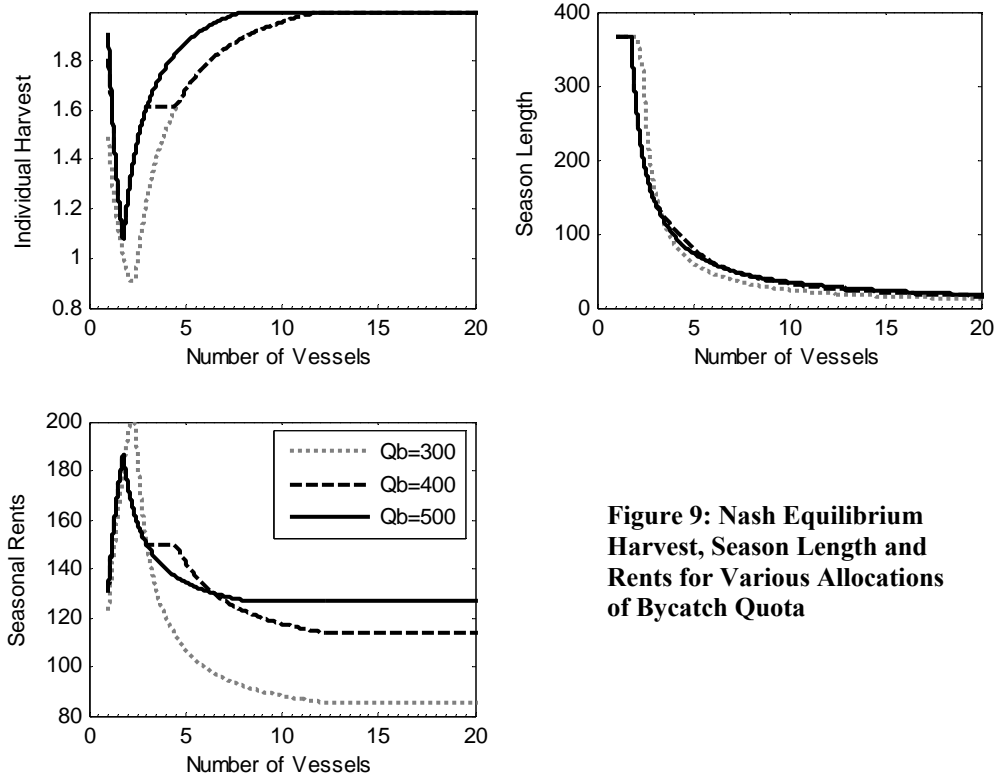 1.8
1.6
1.4
1.2
1
0.8
Individual Harvest
0
5
10
15
20
Number of Vessels
400
300
200
100
0
Season Length
0
5
10
15
20
Number of Vessels
200
180
160
140
120
100
80
Seasonal Rents
0
5
10
15
20
Number of Vessels
Qb=300
Qb=400
Qb=500
Figure 9: Nash Equilibrium
Harvest, Season Length and
Rents for Various Allocations
of Bycatch Quota